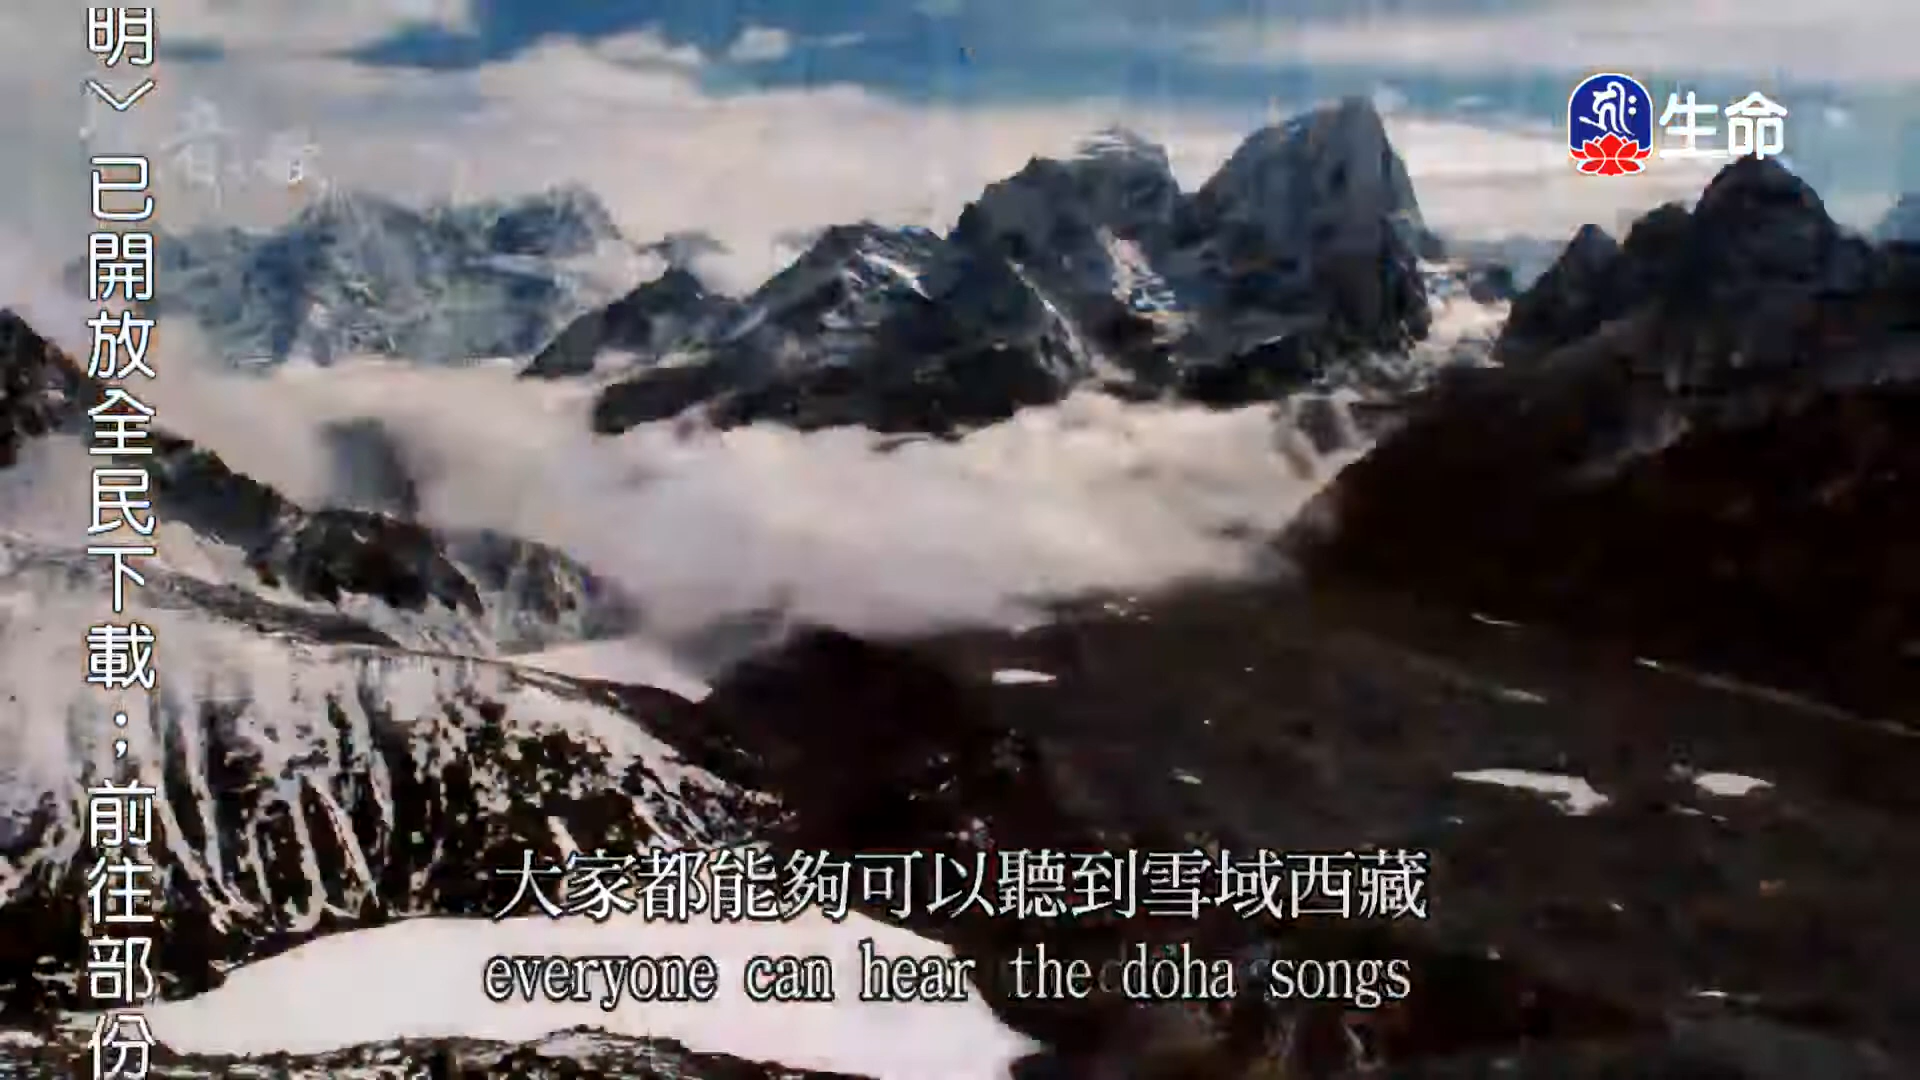 明〉已開放全民下載；前往部份
生命
大家都能夠可以聽到雪域西藏
everyone can hear the doha songs